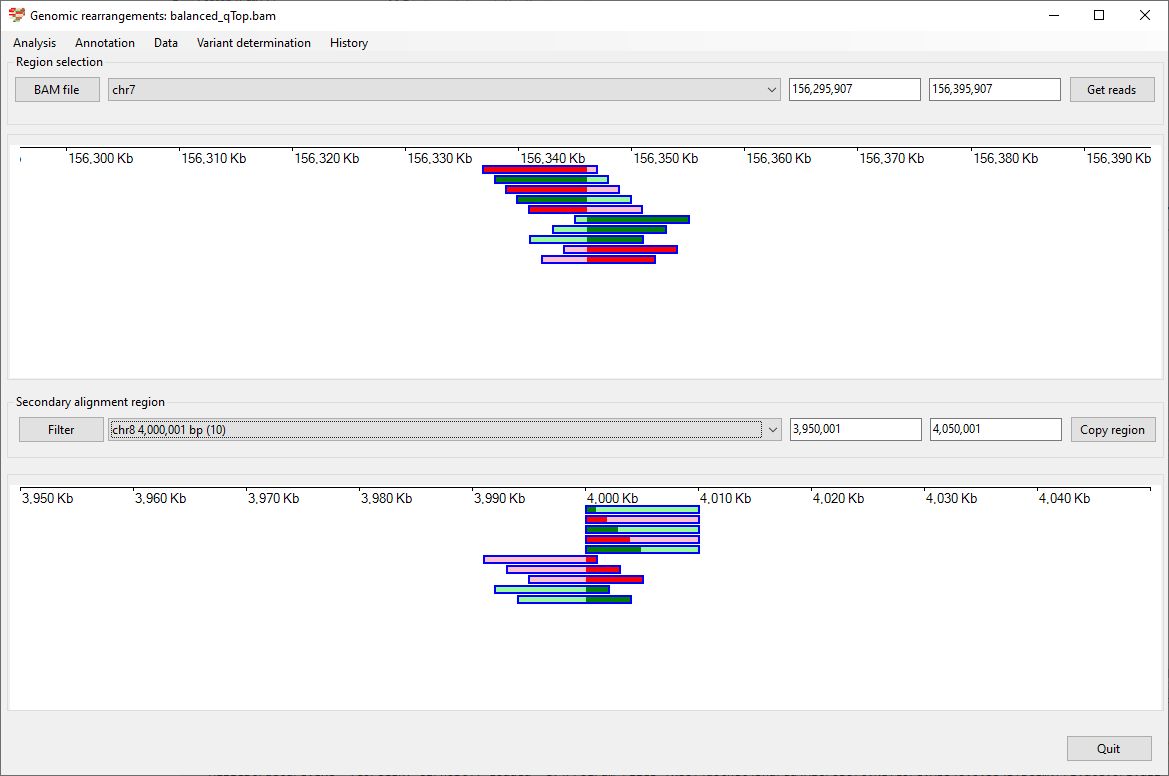 Genomic rearrangements: balanced_qTop.bam
Analysis Annotation Data Variant determination History
Region selection
BAM file chr7 156,295,907 156,395,907 Get reads
156,300 Kb 156,310 Kb 156,320 Kb 156,330 Kb 156,340 Kb 156,350 Kb 156,360 Kb 156,370 Kb 156,380 Kb 156,390 Kb
Secondary alignment region
Filter chr8 4,000,001 bp (10) 3,950,001 4,050,001 Copy region
3,950 Kb 3,960 Kb 3,970 Kb 3,980 Kb 3,990 Kb 4,000 Kb 4,010 Kb 4,020 Kb 4,030 Kb 4,040 Kb
Quit